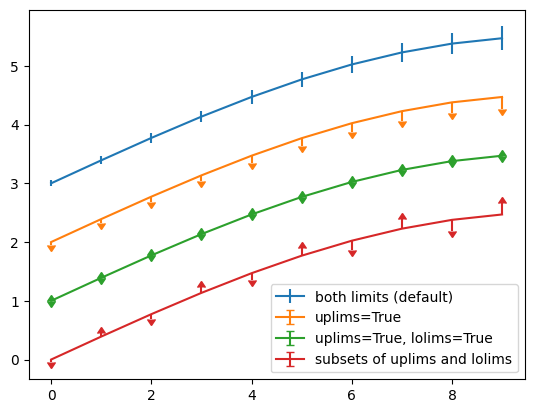 5
4
3
2
1
0
0
2
4
6
8
both limits (default)
uplims=True
uplims=True, lolims=True
subsets of uplims and lolims